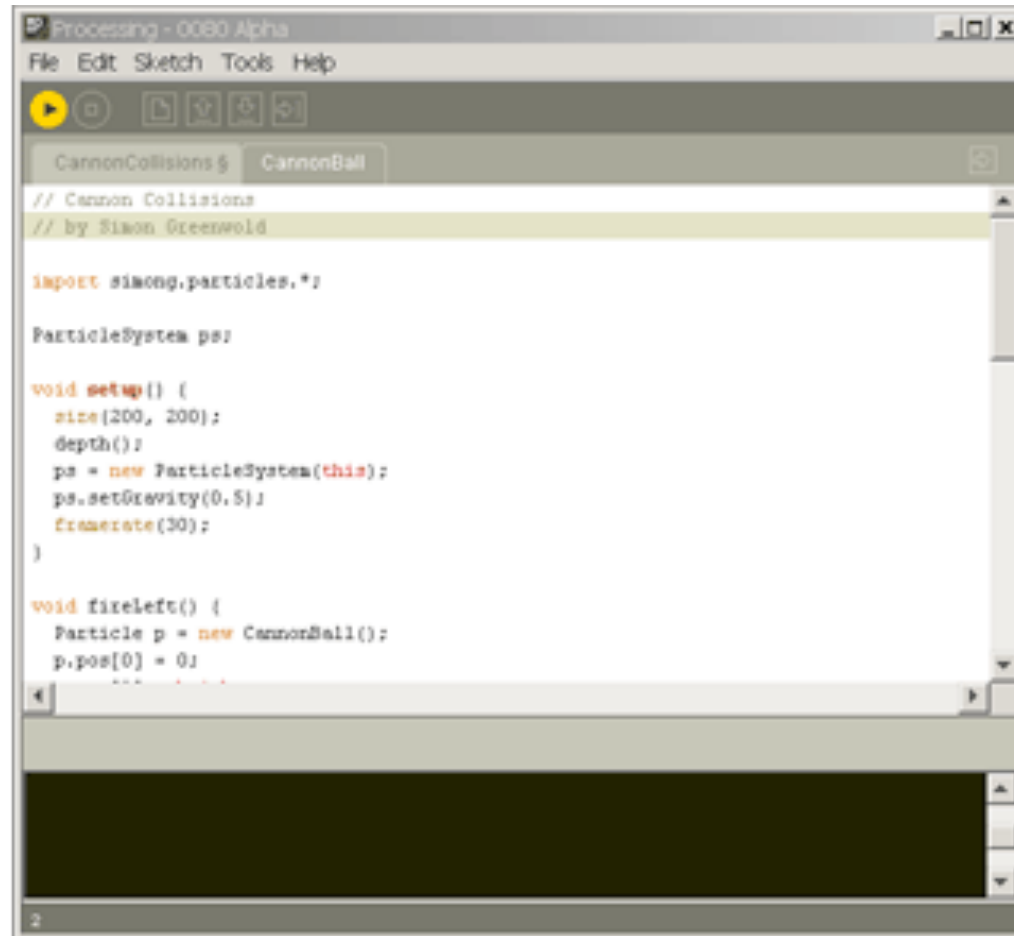 Processing - 0080 Alpha
File Edit Sketch Tools Help
CannonCollisions § CannonBall
// Cannon Collisions
// by Simon Greenwold
import simong.particles.*;
ParticleSystem ps;
void setup() {
size(200, 200);
depth();
ps = new ParticleSystem(this);
ps.setGravity(0.5);
framerate(30);
}
void fireLeft() {
Particle p = new CannonBall();
p.pos[0] = 0;
2